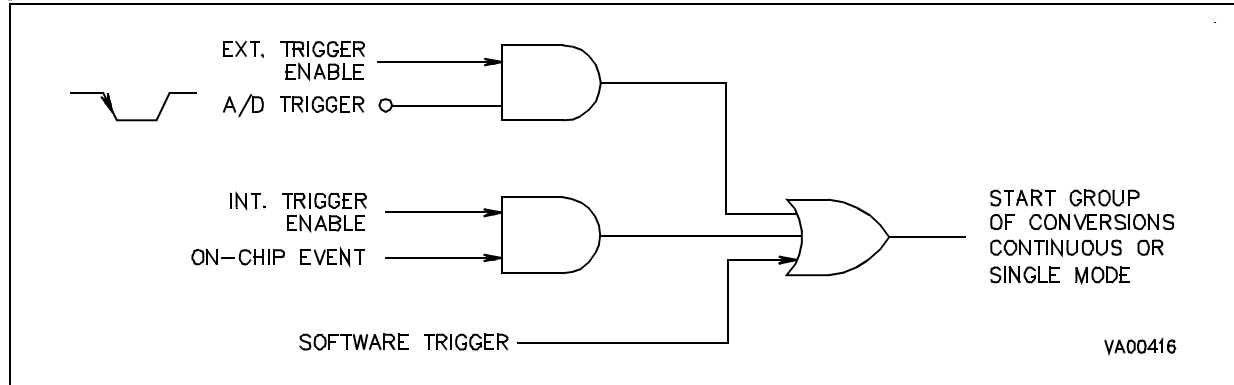 EXT. TRIGGER
ENABLE
A/D TRIGGER
INT. TRIGGER
ENABLE
ON-CHIP EVENT
SOFTWARE TRIGGER
START GROUP
OF CONVERSIONS
CONTINUOUS OR
SINGLE MODE
VA00416